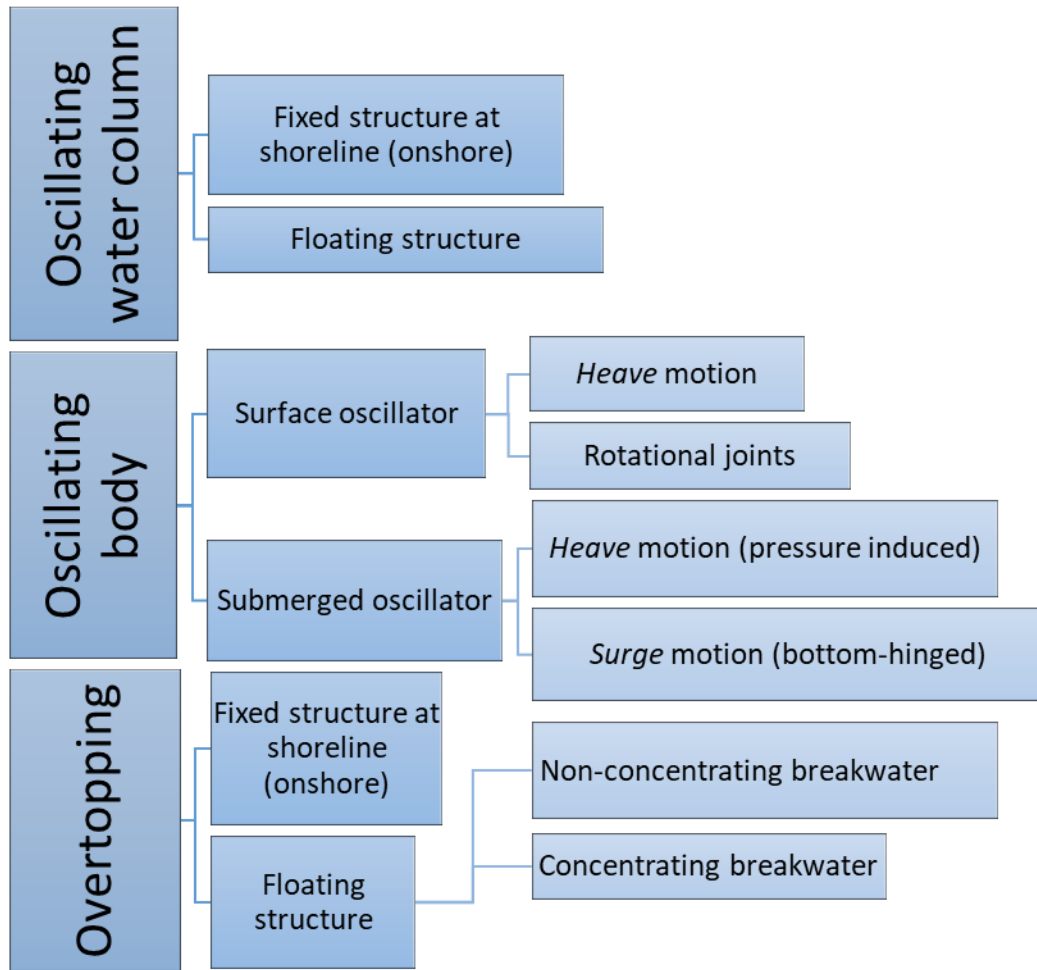 Oscillating
water column
Fixed structure at
shoreline (onshore)
Floating structure
Oscillating
body
Surface oscillator
Heave motion
Rotational joints
Submerged oscillator
Heave motion (pressure induced)
Surge motion (bottom-hinged)
Overtopping
Fixed structure at
shoreline
(onshore)
Floating
structure
Non-concentrating breakwater
Concentrating breakwater